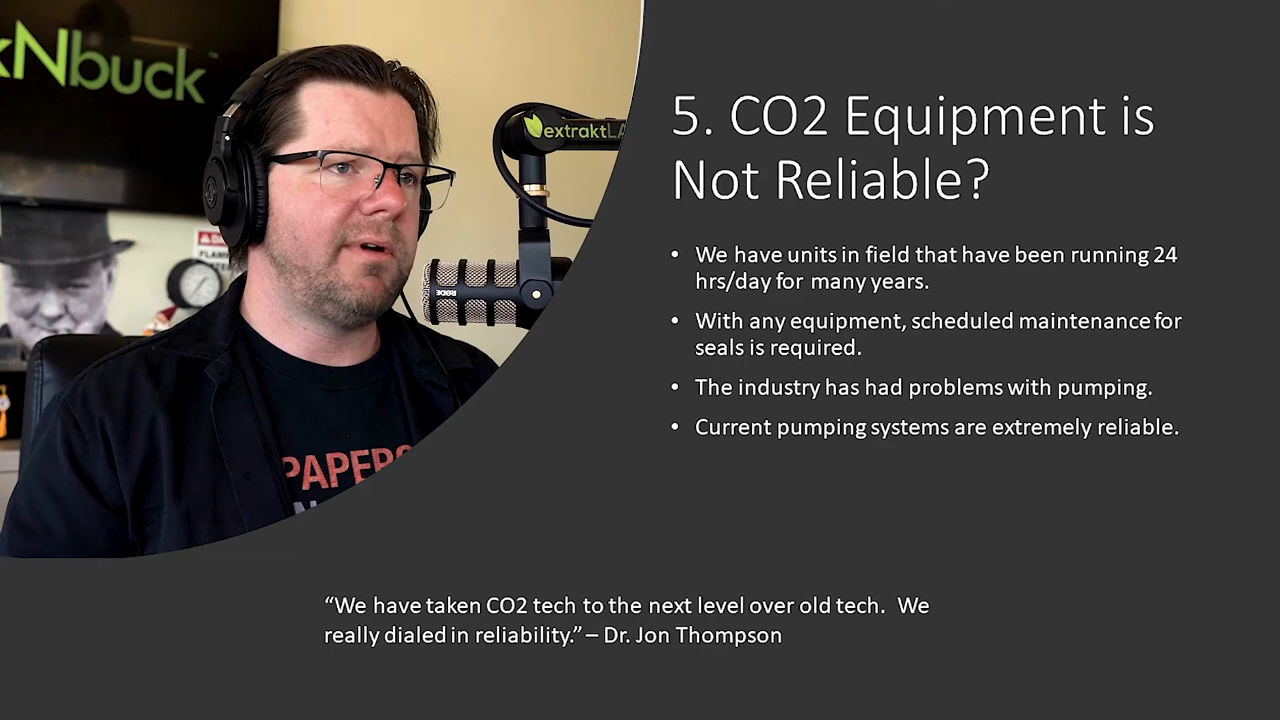 kNbuck
extraktLA
FLAM
RØDE
PAPERS
5. CO2 Equipment is
Not Reliable?
• We have units in field that have been running 24
hrs/day for many years.
• With any equipment, scheduled maintenance for
seals is required.
• The industry has had problems with pumping.
• Current pumping systems are extremely reliable.
“We have taken CO2 tech to the next level over old tech.  We
really dialed in reliability.” – Dr. Jon Thompson